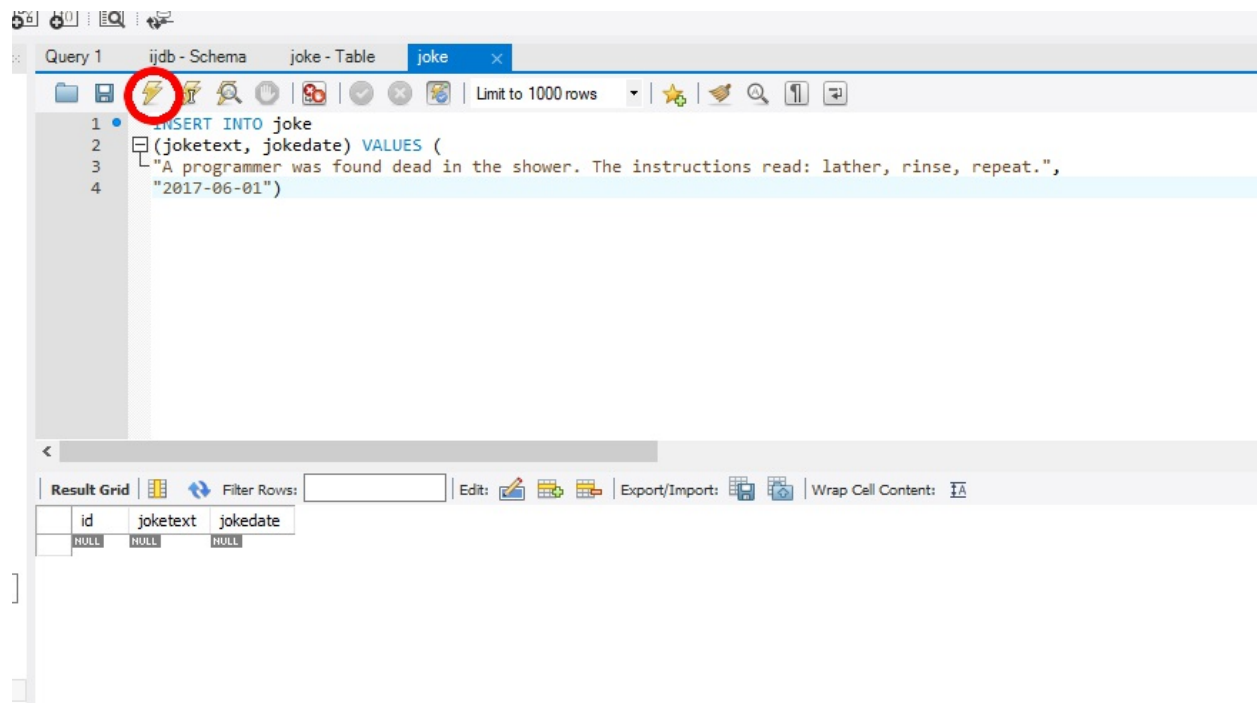 Query 1 ijdb - Schema joke - Table joke
Limit to 1000 rows
1 INSERT INTO joke
2 (joketext, jokedate) VALUES (
3 "A programmer was found dead in the shower. The instructions read: lather, rinse, repeat.",
4 "2017-06-01")
Result Grid Filter Rows: Edit: Export/Import: Wrap Cell Content:
id joketext jokedate
NULL NULL NULL